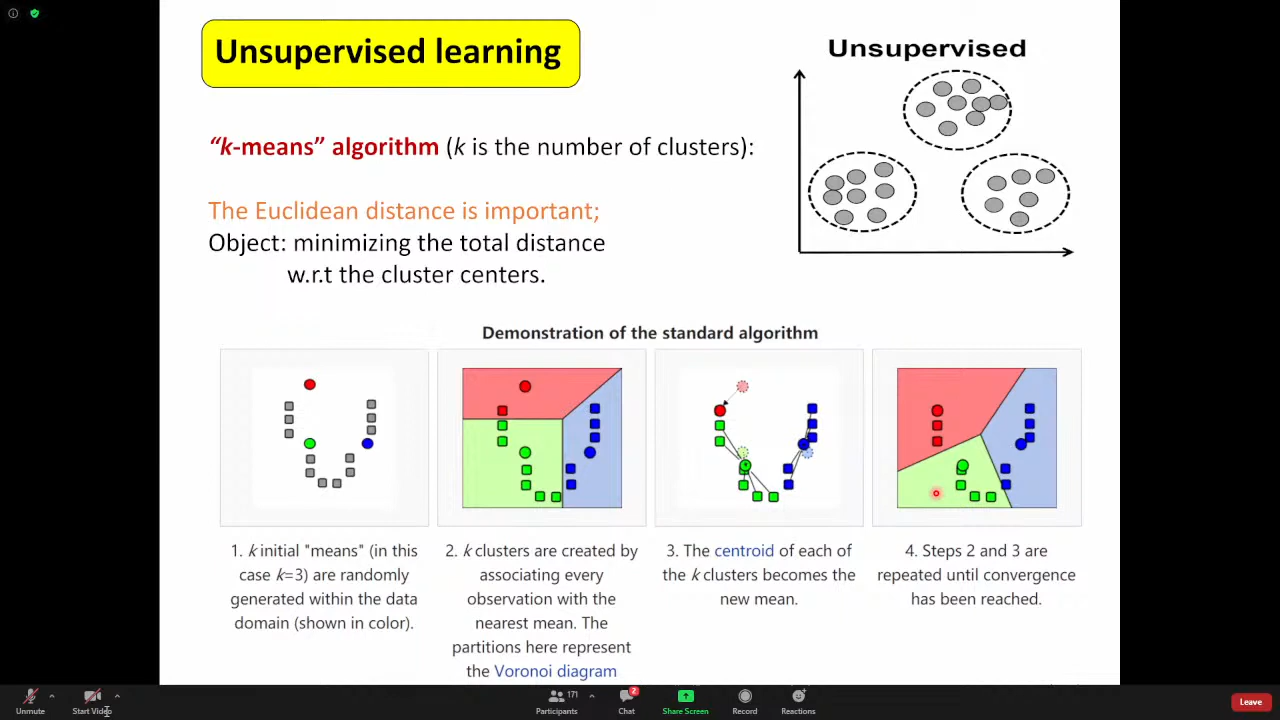 Unsupervised learning
Unsupervised
“k-means” algorithm (k is the number of clusters):
The Euclidean distance is important;
Object: minimizing the total distance
w.r.t the cluster centers.
Demonstration of the standard algorithm
1. k initial "means" (in this
case k=3) are randomly
generated within the data
domain (shown in color).
2. k clusters are created by
associating every
observation with the
nearest mean. The
partitions here represent
the Voronoi diagram
3. The centroid of each of
the k clusters becomes the
new mean.
4. Steps 2 and 3 are
repeated until convergence
has been reached.
Unmute
Start Video
171
Participants
2
Chat
Share Screen
Record
Reactions
Leave